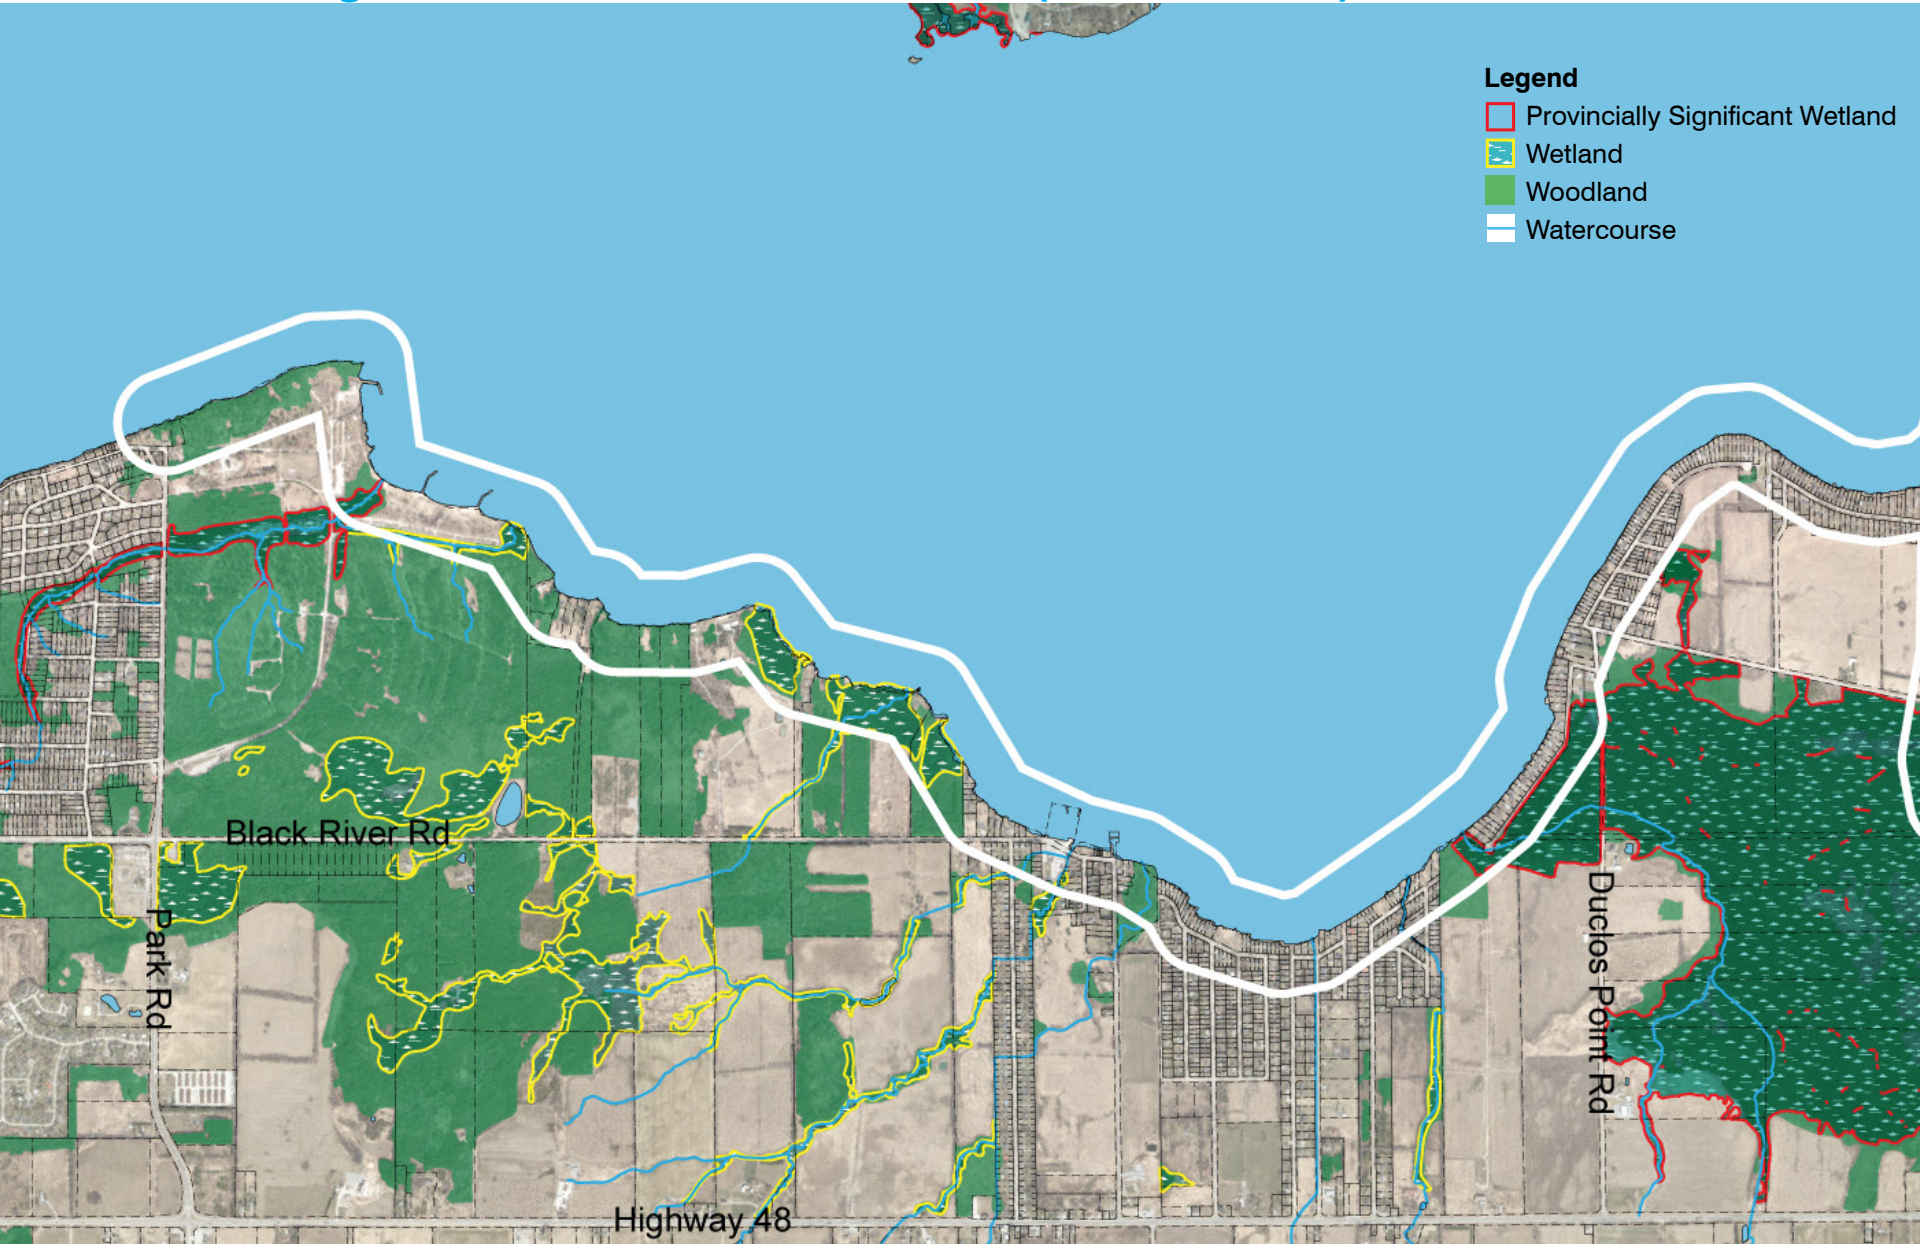 Legend
Provincially Significant Wetland
Wetland
Woodland
Watercourse
Black River Rd
Park Rd
Duclos Point Rd
Highway 48